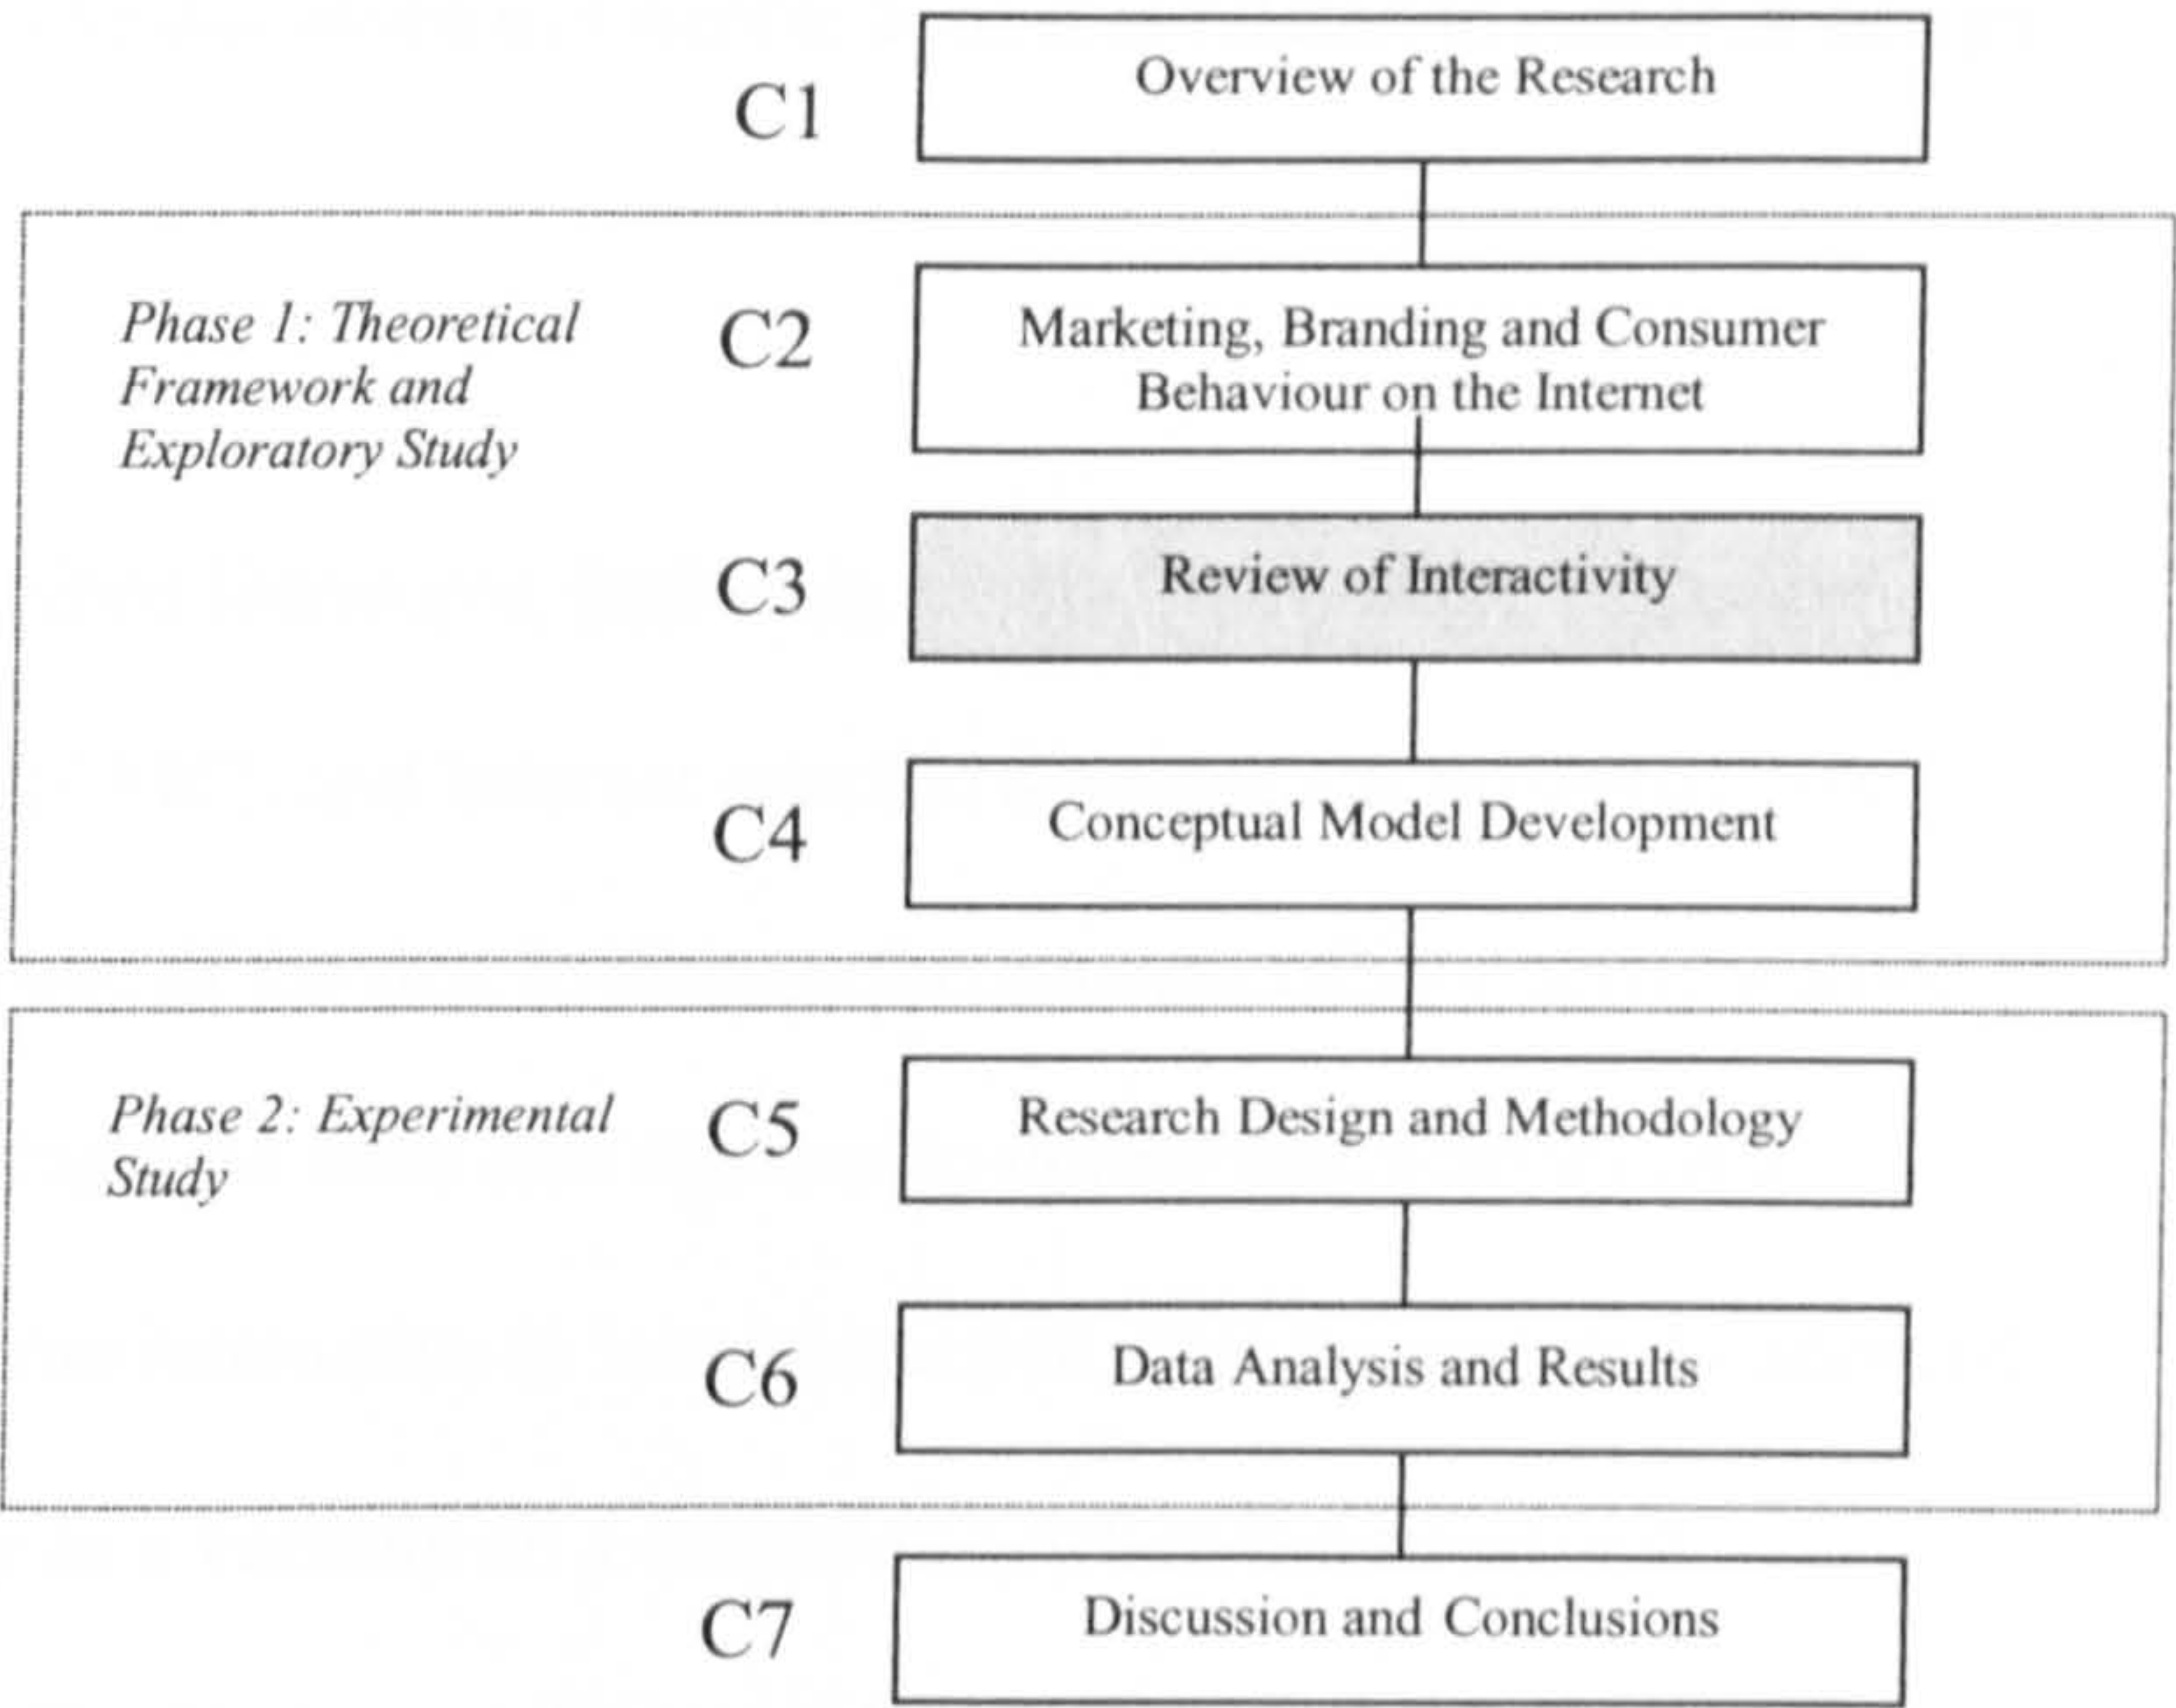 C1
Overview of the Research
Phase 1: Theoretical
Framework and
Exploratory Study
C2
Marketing, Branding and Consumer
Behaviour on the Internet
C3
Review of Interactivity
C4
Conceptual Model Development
Phase 2: Experimental
Study
C5
Research Design and Methodology
C6
Data Analysis and Results
C7
Discussion and Conclusions